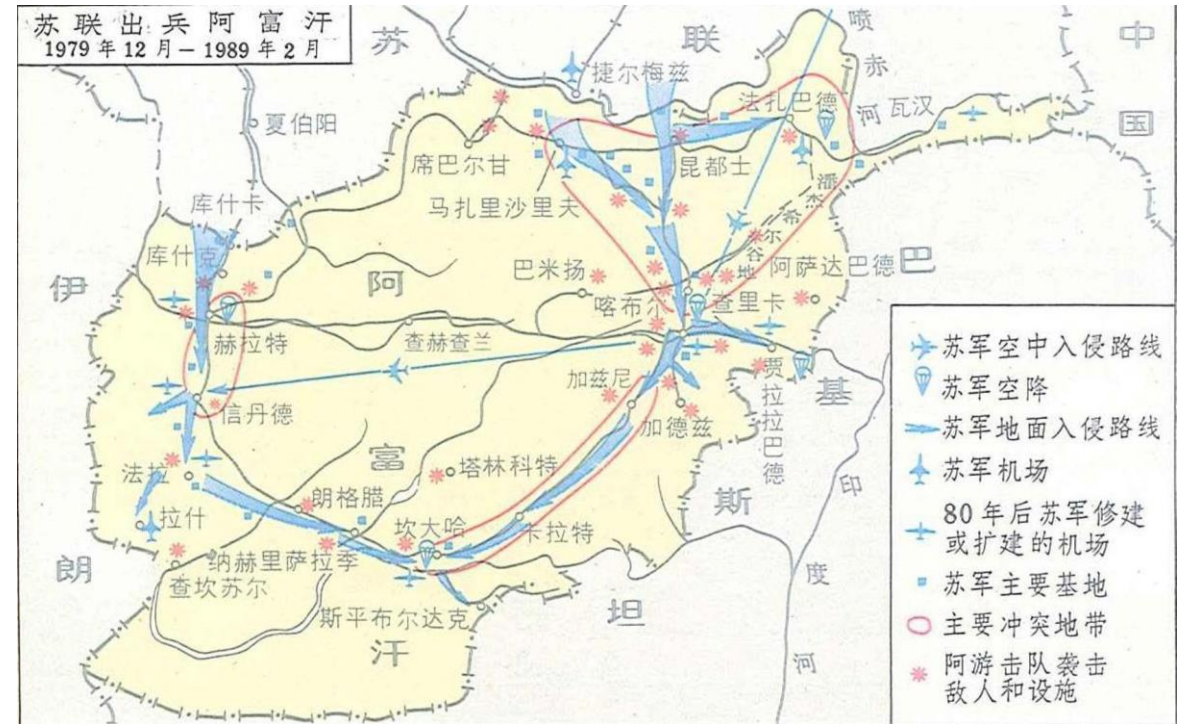 苏联出兵阿富汗
1979年12月－1989年2月
苏
联
喷
赤
河
瓦汉
中
国
捷尔梅兹
夏伯阳
法扎巴德
席巴尔甘
昆都士
马扎里沙里夫
潘
杰
希
尔
谷
地
库什卡
库什克
伊
朗
阿
富
汗
巴
基
斯
坦
巴米扬
阿萨达巴德
喀布尔
查里卡
赫拉特
查赫查兰
加兹尼
贾拉拉巴德
信丹德
加德兹
法拉
塔林科特
朗格腊
拉什
坎大哈
卡拉特
纳赫里萨拉季
查坎苏尔
斯平布尔达克
印
度
河
苏军空中入侵路线
苏军空降
苏军地面入侵路线
苏军机场
80年后苏军修建
或扩建的机场
苏军主要基地
主要冲突地带
阿游击队袭击
敌人和设施